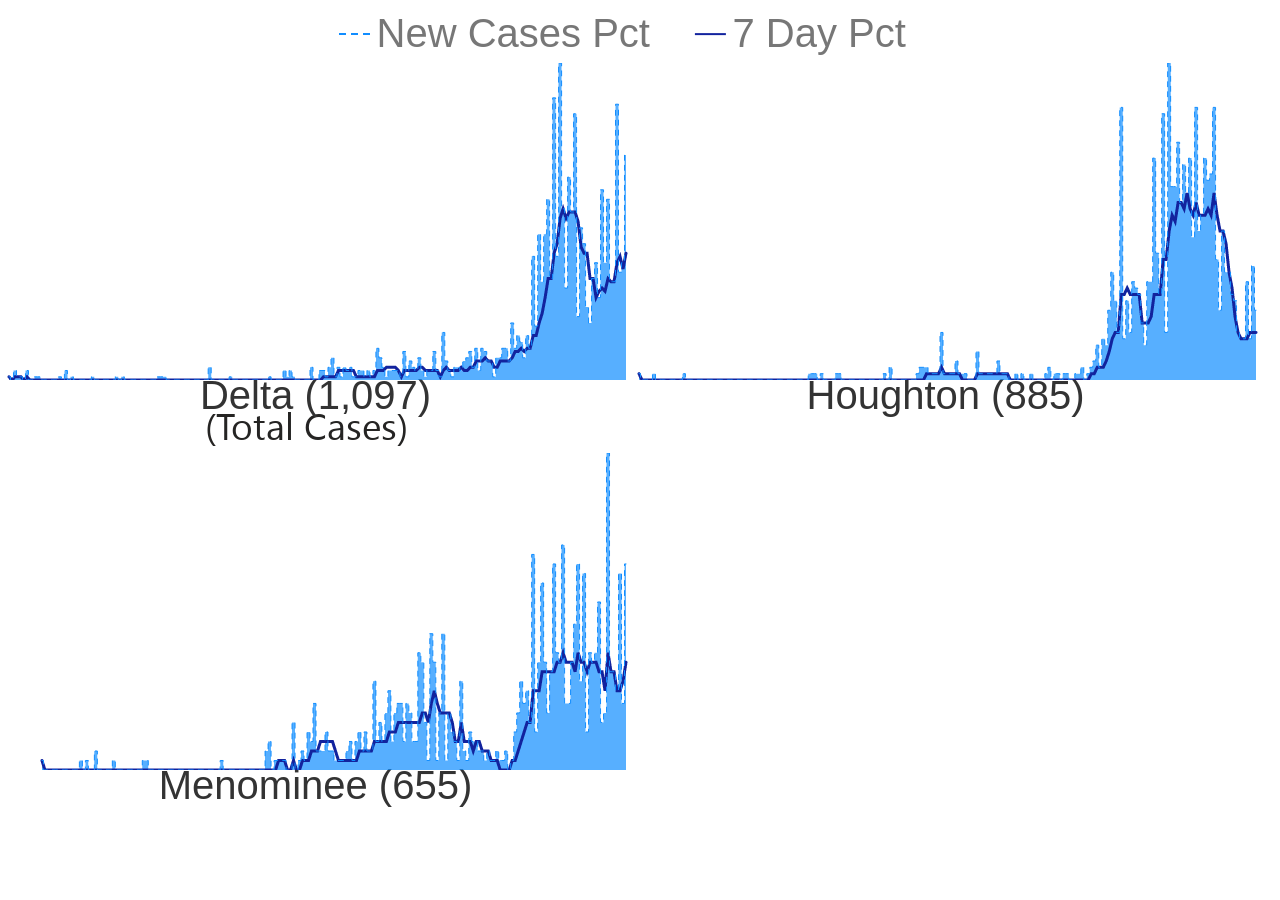 New Cases Pct 7 Day Pct
Delta (1,097)
(Total Cases)
Houghton (885)
Menominee (655)